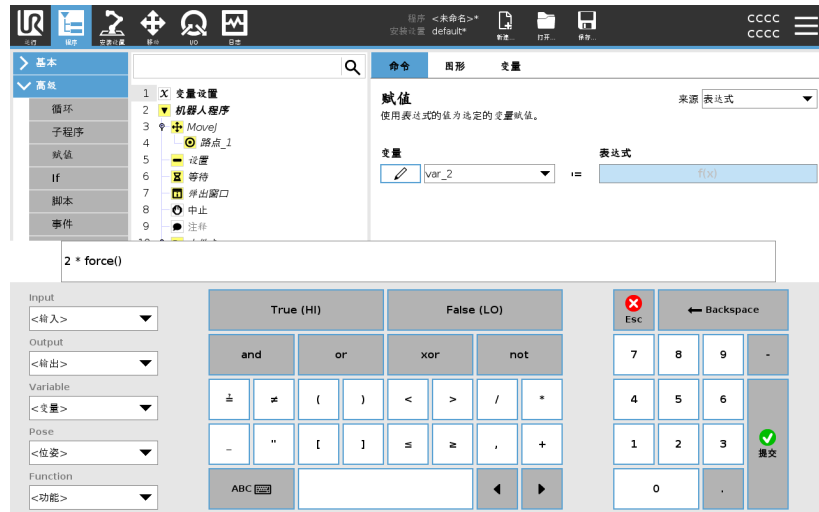 UR
运行
程序
安装设置
移动
I/O
日志
程序 <未命名>*
安装设置 default*
新建...
打开...
保存...
CCCC
CCCC
基本
高级
循环
子程序
赋值
If
脚本
事件
1 X 变量设置
2 机器人程序
3 MoveJ
4 路点_1
5 设置
6 等待
7 弹出窗口
8 中止
9 注释
命令 图形 变量
赋值
来源 表达式
使用表达式的值为选定的变量赋值。
变量 表达式
var_2 := f(x)
2 * force()
Input
<输入>
Output
<输出>
Variable
<变量>
Pose
<位姿>
Function
<功能>
True (HI) False (LO)
and or xor not
≟ ≠ ( ) < > / *
_ " [ ] ≤ ≥ , +
ABC
Esc Backspace
7 8 9 -
4 5 6
1 2 3 提交
0 .